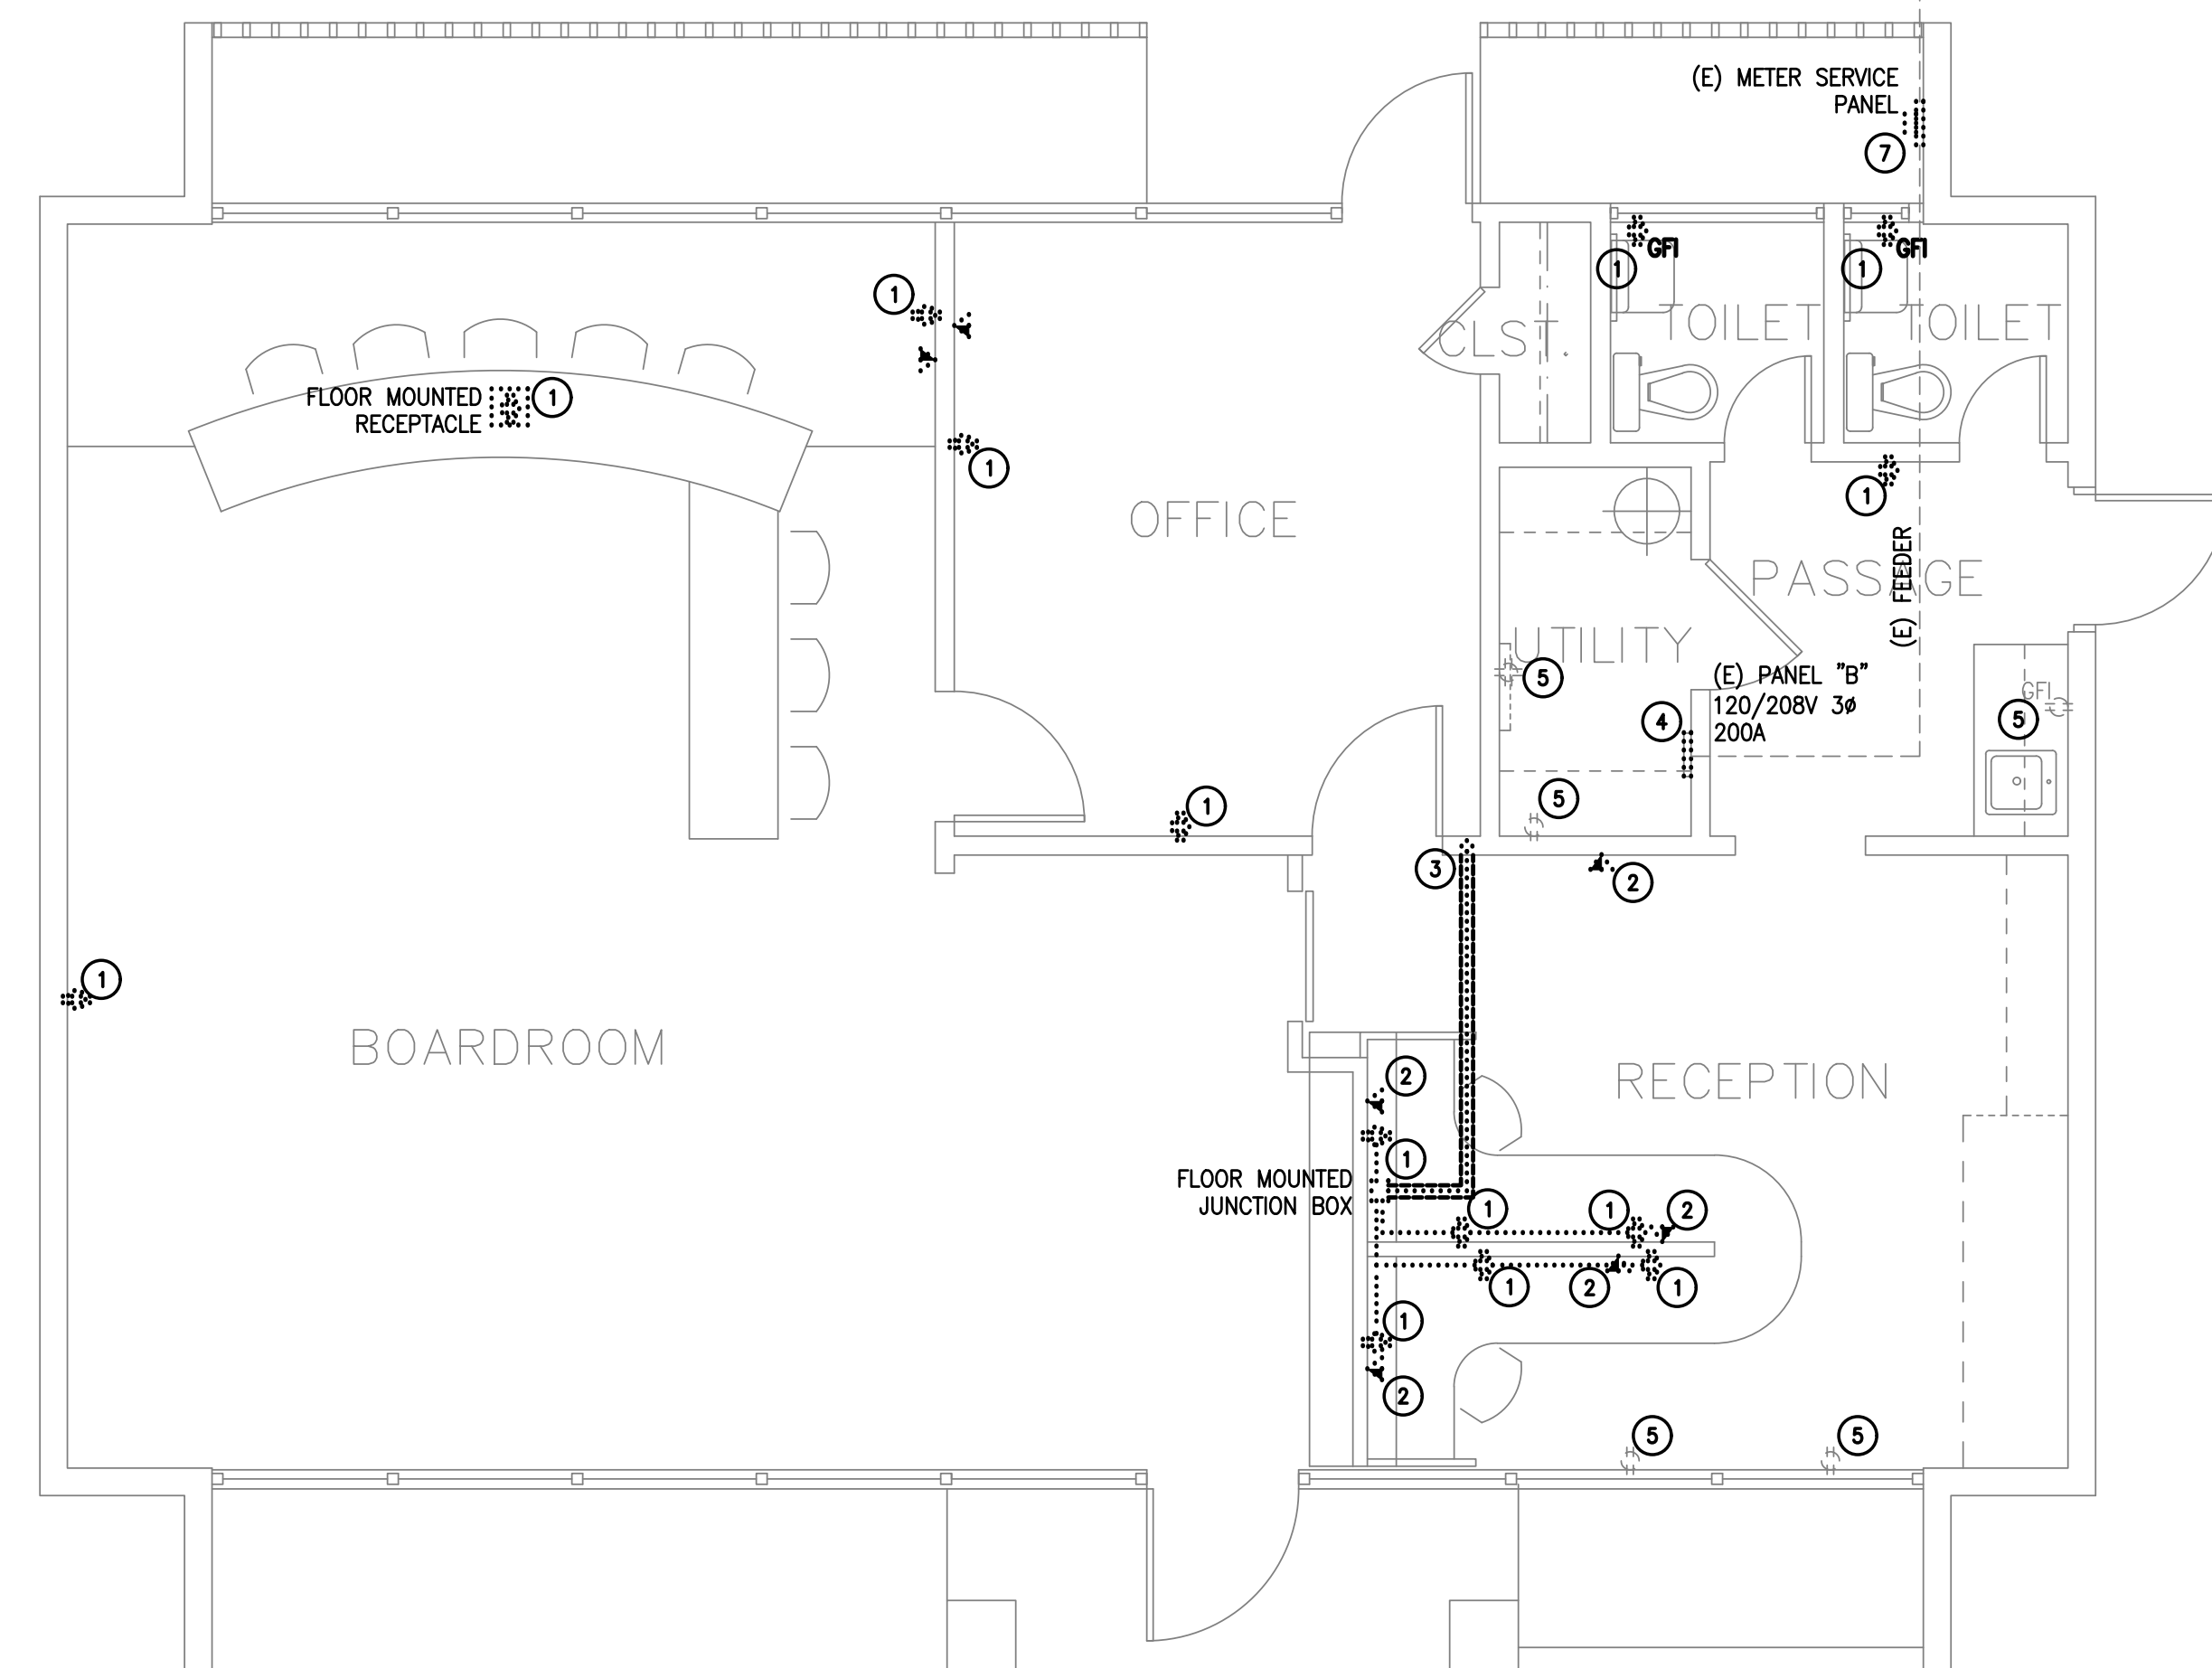 (E) METER SERVICE
PANEL
7
GFI
GFI
1
1
1
TOILET
TOILET
CLST.
FLOOR MOUNTED
RECEPTACLE
1
1
1
OFFICE
(E) FEEDER
PASSAGE
UTILITY
5
(E) PANEL "B"
120/208V 3ø
200A
4
GFI
5
5
1
3
2
1
BOARDROOM
RECEPTION
2
1
FLOOR MOUNTED
JUNCTION BOX
1
1
2
1
2
1
1
2
5
5